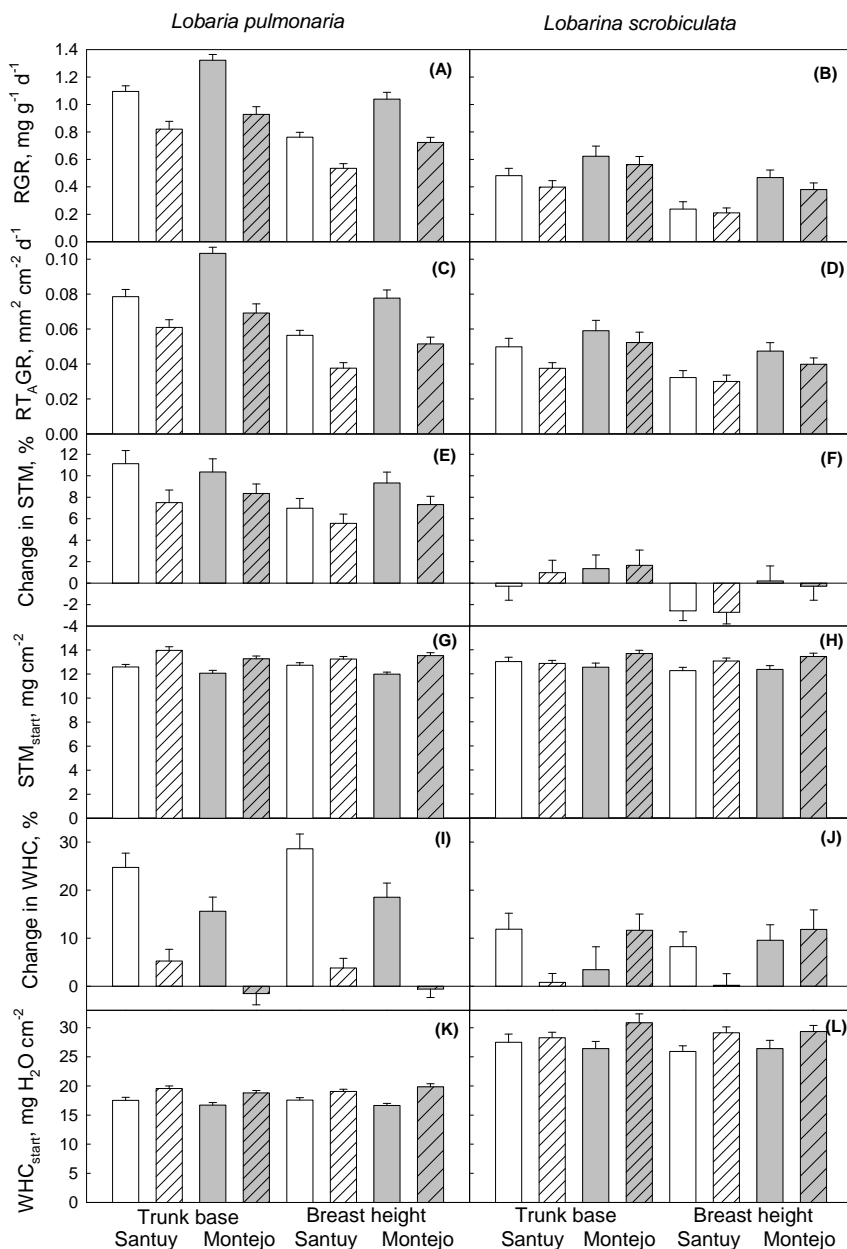 Lobaria pulmonaria Lobarina scrobiculata
RGR, mg g-1 d-1
1.4
1.2
1.0
0.8
0.6
0.4
0.2
0.0
(A) (B)
RTAGR, mm2 cm-2 d-1
0.10
0.08
0.06
0.04
0.02
0.00
(C) (D)
Change in STM, %
12
10
8
6
4
2
0
-2
-4
(E) (F)
STMstart, mg cm-2
14
12
10
8
6
4
2
0
(G) (H)
Change in WHC, %
30
20
10
0
(I) (J)
WHCstart, mg H2O cm-2
30
25
20
15
10
5
0
(K) (L)
Trunk base Breast height Trunk base Breast height
Santuy Montejo Santuy Montejo Santuy Montejo Santuy Montejo